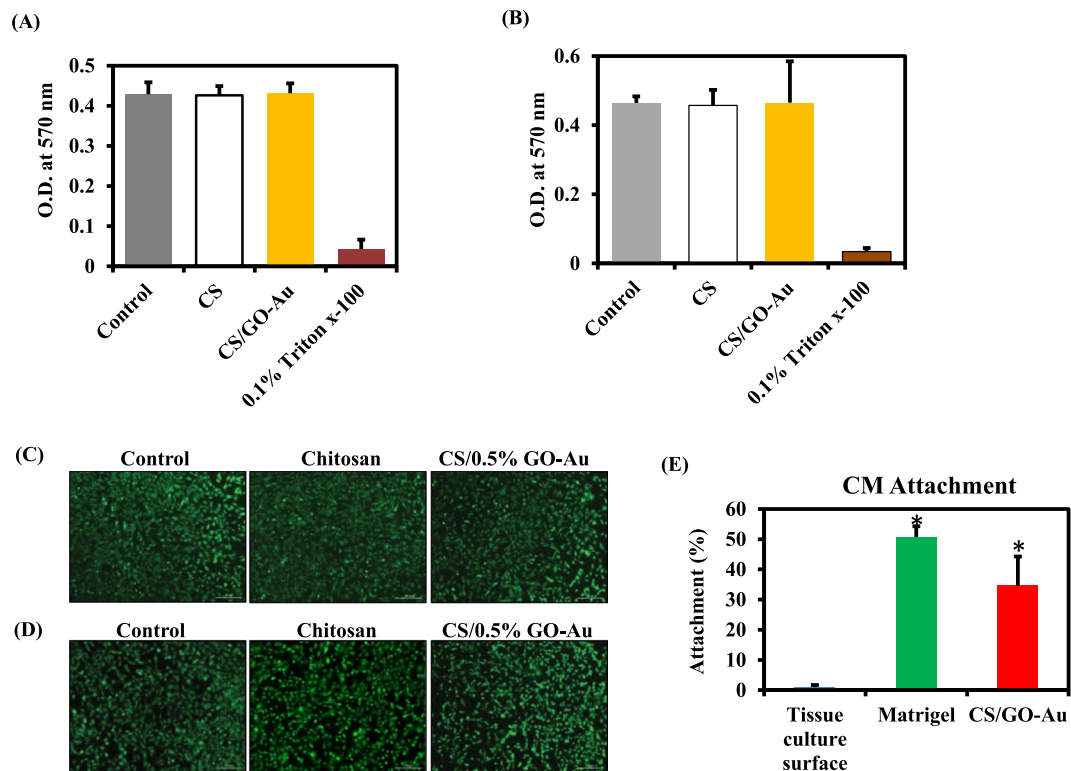 (A)
O.D. at 570 nm
0.5
0.4
0.3
0.2
0.1
0
Control
CS
CS/GO-Au
0.1% Triton x-100
(B)
O.D. at 570 nm
0.6
0.4
0.2
0
Control
CS
CS/GO-Au
0.1% Triton x-100
(C)
Control
Chitosan
CS/0.5% GO-Au
(D)
Control
Chitosan
CS/0.5% GO-Au
(E)
CM Attachment
Attachment (%)
60
50
40
30
20
10
0
*
*
Tissue
culture
surface
Matrigel
CS/GO-Au